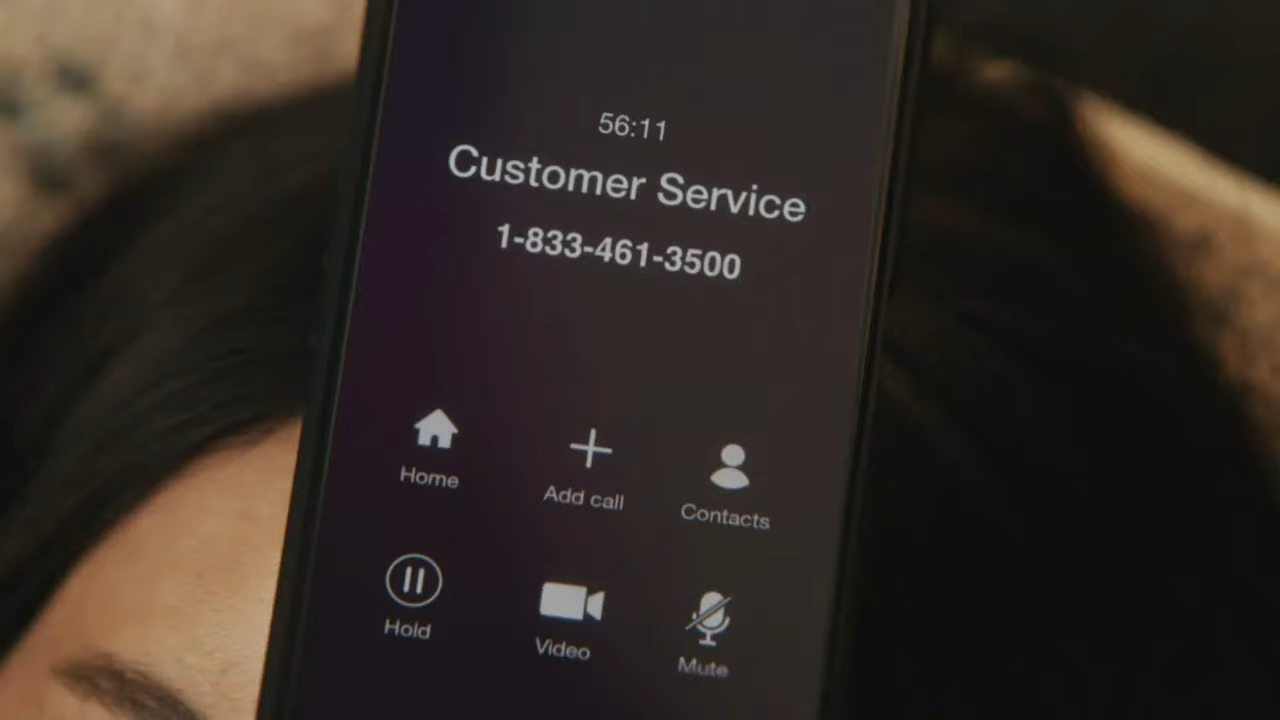 56:11
Customer Service
1-833-461-3500
Home
Add call
Contacts
Hold
Video
Mute